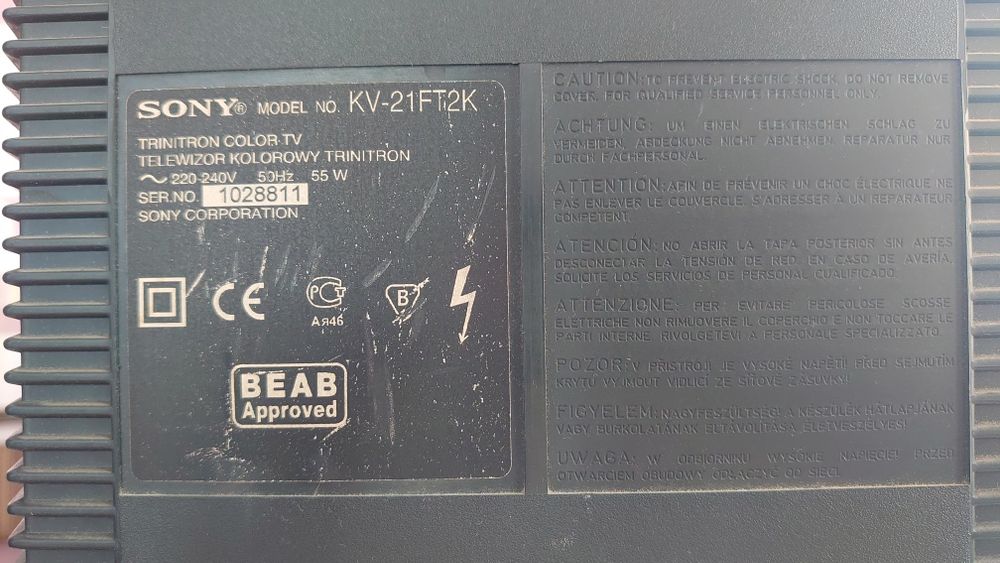 SONY® MODEL NO. KV-21FT2K
TRINITRON COLOR TV
TELEWIZOR KOLOROWY TRINITRON
~ 220-240V 50Hz 55 W
SER.NO. 1028811
SONY CORPORATION
CE
РСТ
B
АЯ46
BEAB
Approved
CAUTION: TO PREVENT ELECTRIC SHOCK, DO NOT REMOVE
COVER. FOR QUALIFIED SERVICE PERSONNEL ONLY.
ACHTUNG: UM EINEN ELEKTRISCHEN SCHLAG ZU
VERMEIDEN, ABDECKUNG NICHT ABNEHMEN, REPARATUR NUR
DURCH FACHPERSONAL.
ATTENTION: AFIN DE PRÉVENIR UN CHOC ÉLECTRIQUE NE
PAS ENLEVER LE COUVERCLE. S'ADRESSER A UN REPARATEUR
COMPETENT.
ATENCIÓN: NO ABRIR LA TAPA POSTERIOR SIN ANTES
DESCONECTAR LA TENSIÓN DE RED EN CASO DE AVERÍA,
SOLICITE LOS SERVICIOS DE PERSONAL CUALIFICADO.
ATTENZIONE: PER EVITARE PERICOLOSE SCOSSE
ELETTRICHE NON RIMUOVERE IL COPERCHIO E NON TOCCARE LE
PARTI INTERNE. RIVOLGETEVI A PERSONALE SPECIALIZZATO
POZOR: V PŘISTROJI JE VYSOKÉ NAPĚTÍ! PŘED SEJMUTÍM
KRYTU VYJMOUT VIDLICI ZE SÍŤOVÉ ZÁSUVKY!
FIGYELEM: NAGYFESZÜLTSÉG! A KÉSZÜLÉK HÁTLAPJÁNAK
VAGY BURKOLATÁNAK ELTÁVOLÍTÁSA ÉLETVESZÉLYES!
UWAGA: W ODBIORNIKU WYSOKIE NAPIĘCIE! PRZED
OTWARCIEM OBUDOWY ODŁĄCZYĆ OD SIECI.